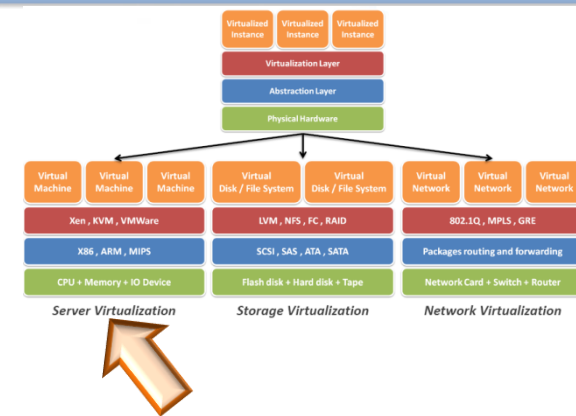 Virtualized Instance
Virtualized Instance
Virtualized Instance
Virtualization Layer
Abstraction Layer
Physical Hardware
Virtual Machine
Virtual Machine
Virtual Machine
Virtual Disk / File System
Virtual Disk / File System
Virtual Network
Virtual Network
Virtual Network
Xen , KVM , VMWare
LVM , NFS , FC , RAID
802.1Q , MPLS , GRE
X86 , ARM , MIPS
SCSI , SAS , ATA , SATA
Packages routing and forwarding
CPU + Memory + IO Device
Flash disk + Hard disk + Tape
Network Card + Switch + Router
Server Virtualization
Storage Virtualization
Network Virtualization